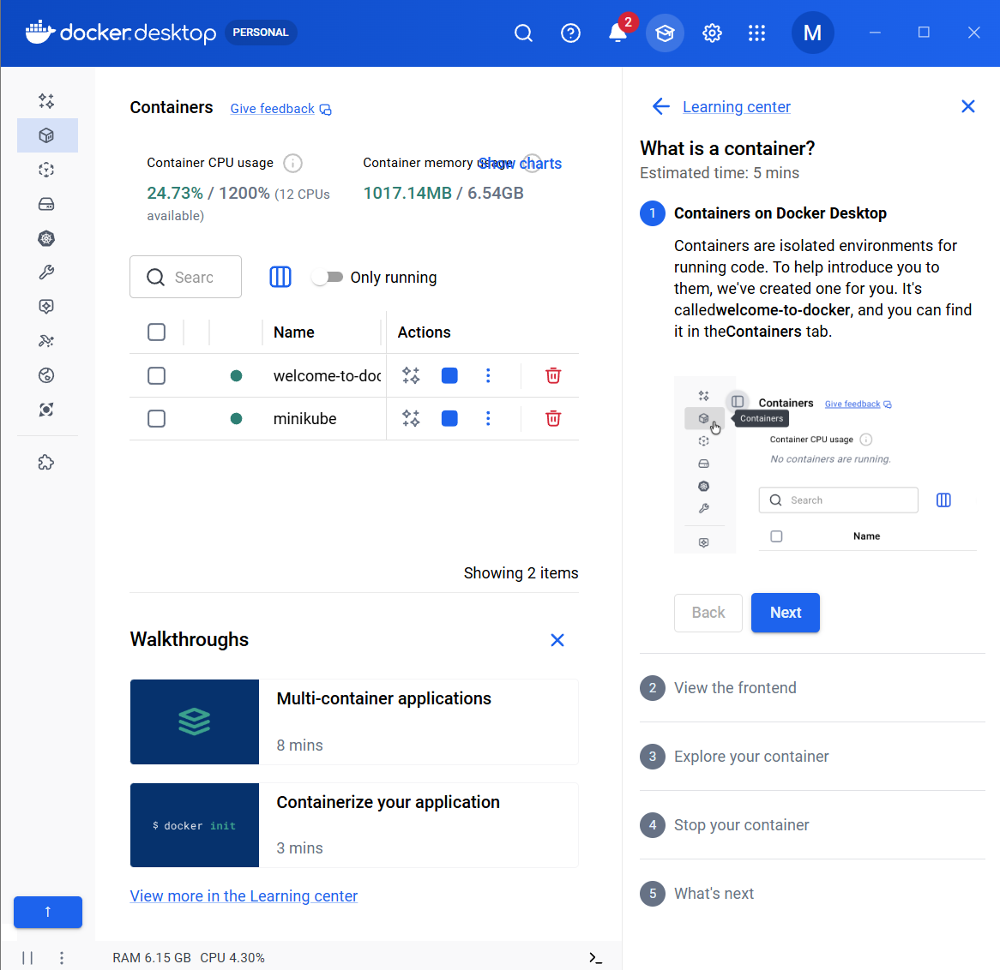 docker.desktop PERSONAL
2
M
Containers Give feedback
Container CPU usage
24.73% / 1200% (12 CPUs
available)
Container memory usage
Show charts
1017.14MB / 6.54GB
Searc
Only running
Name Actions
welcome-to-doc
minikube
Showing 2 items
Walkthroughs
Multi-container applications
8 mins
$ docker init
Containerize your application
3 mins
View more in the Learning center
RAM 6.15 GB CPU 4.30%
Learning center
What is a container?
Estimated time: 5 mins
1 Containers on Docker Desktop
Containers are isolated environments for
running code. To help introduce you to
them, we've created one for you. It's
calledwelcome-to-docker, and you can find
it in theContainers tab.
Containers Give feedback
Containers
Container CPU usage
No containers are running.
Search
Name
Back Next
2 View the frontend
3 Explore your container
4 Stop your container
5 What's next